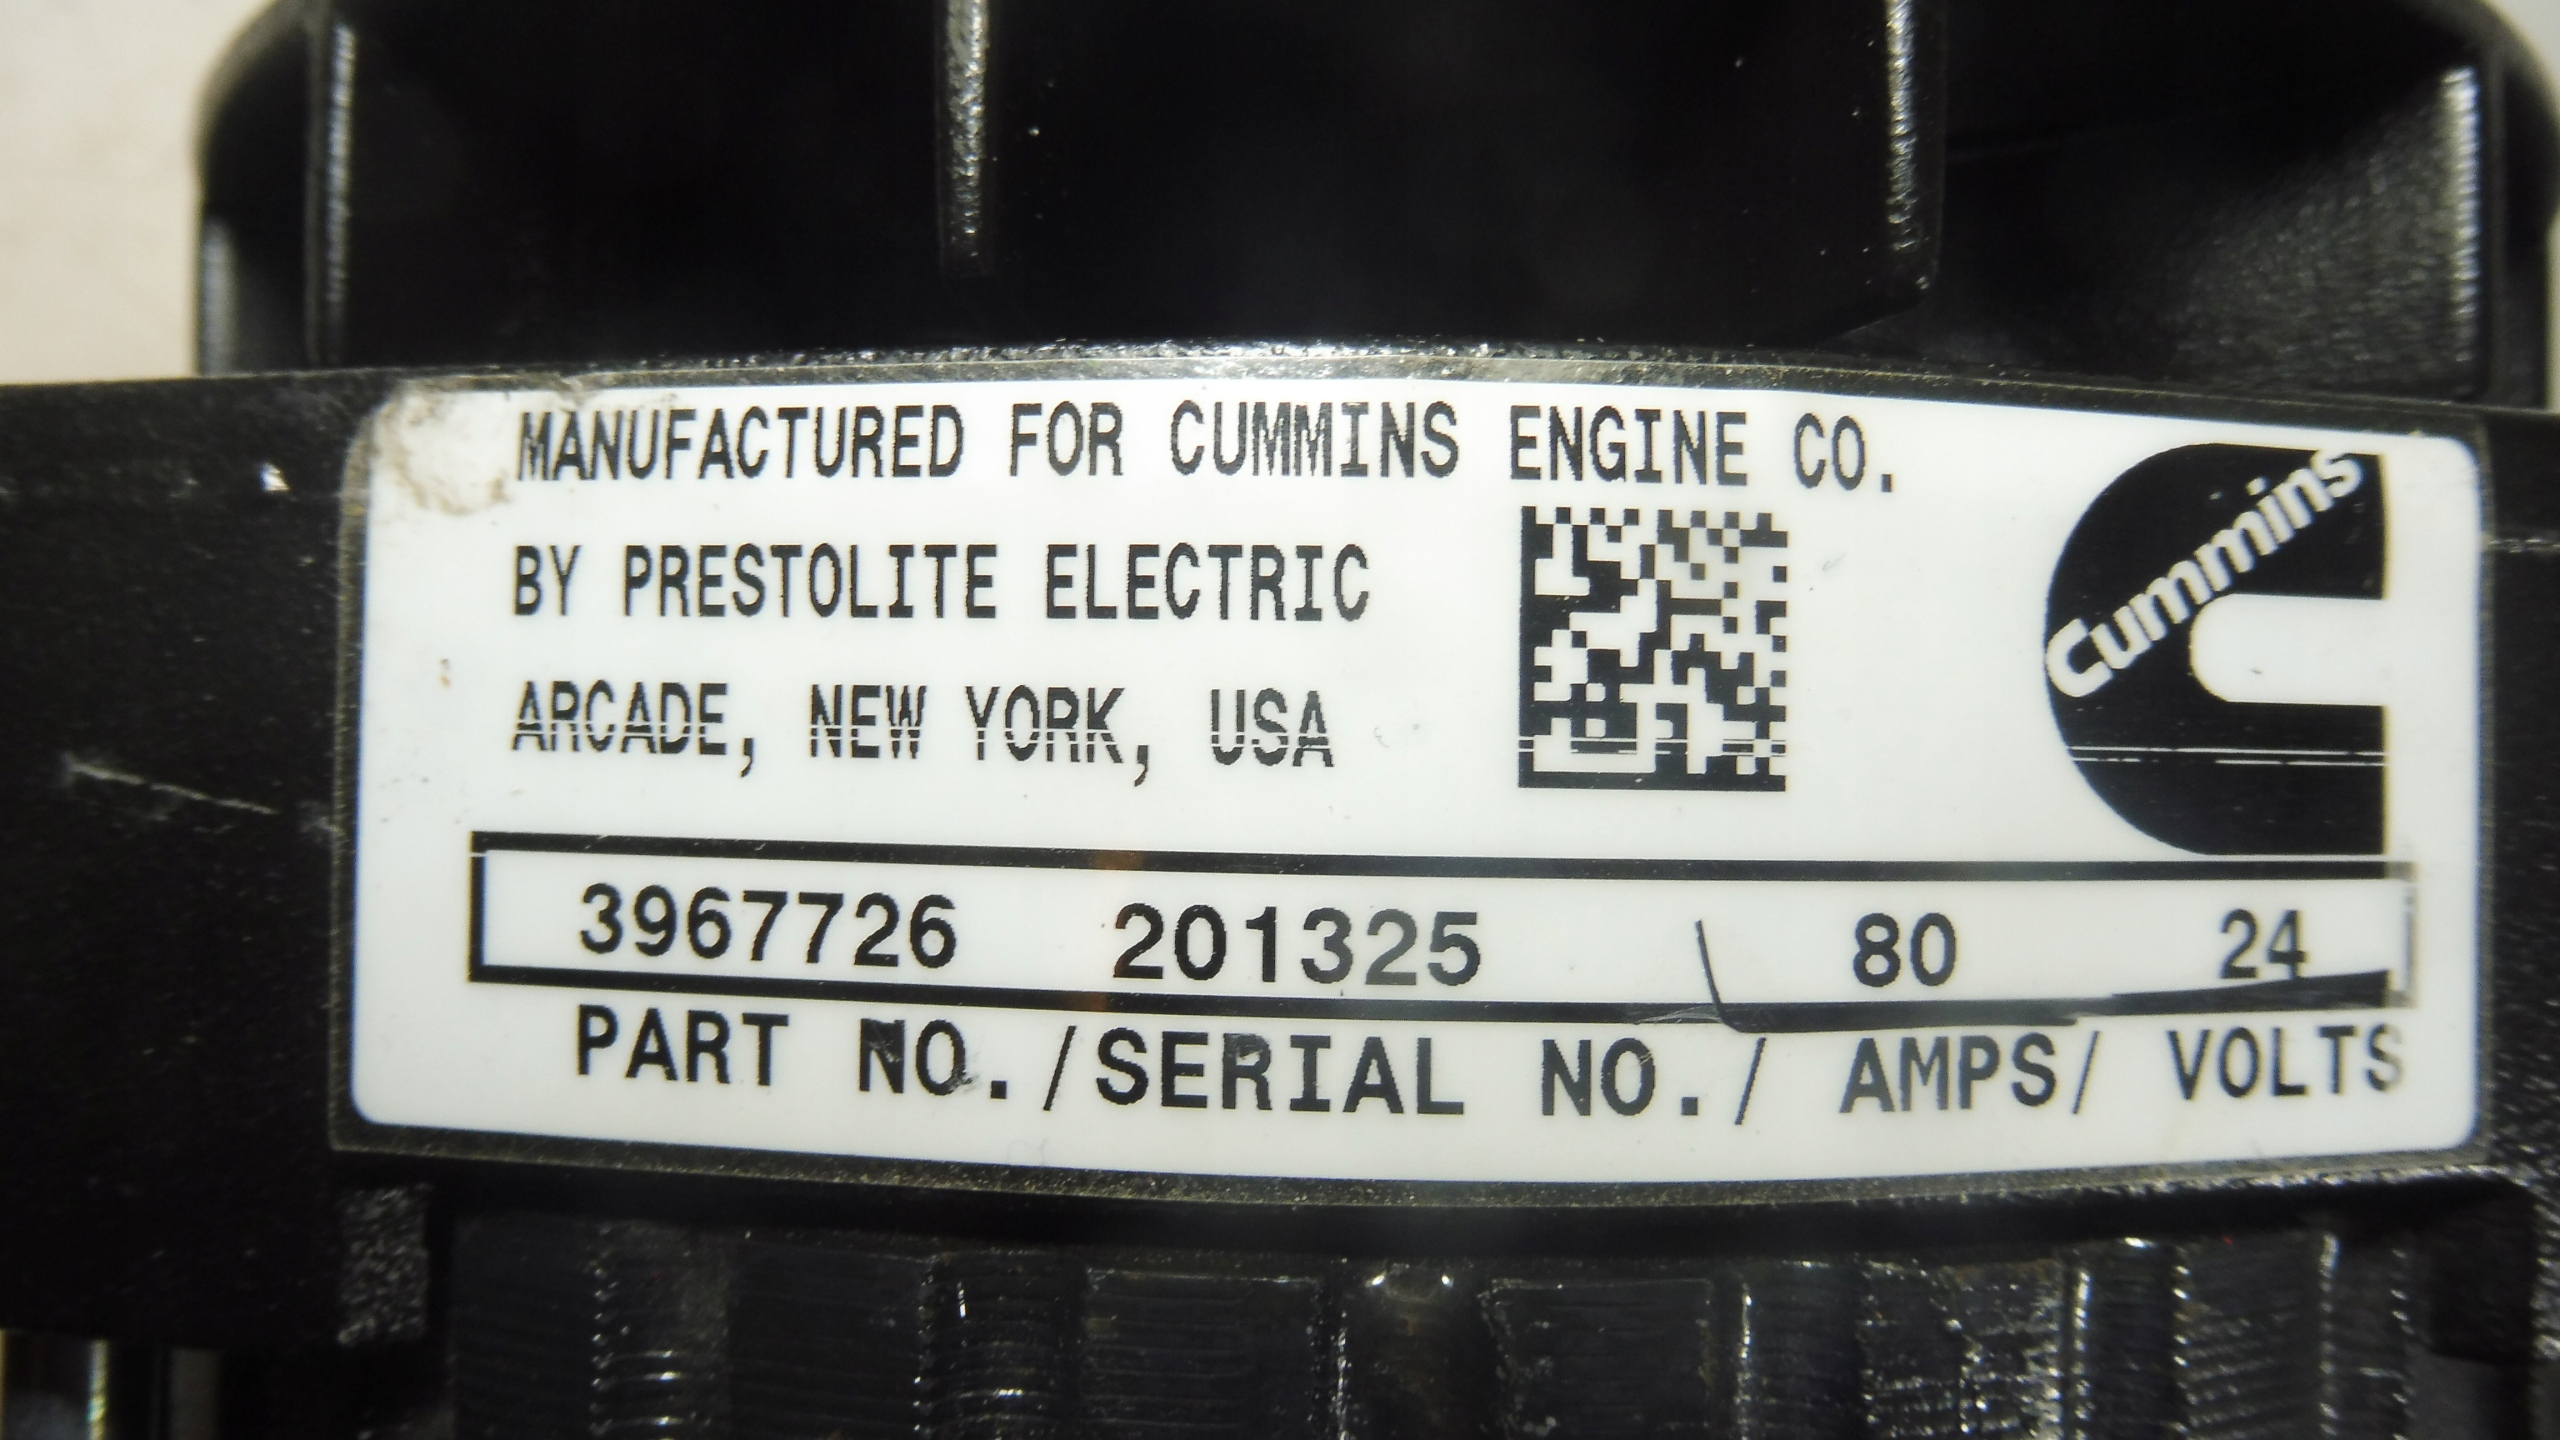 MANUFACTURED FOR CUMMINS ENGINE CO.
BY PRESTOLITE ELECTRIC
ARCADE, NEW YORK, USA
Cummins
3967726 201325 80 24
PART NO./SERIAL NO./ AMPS/ VOLTS